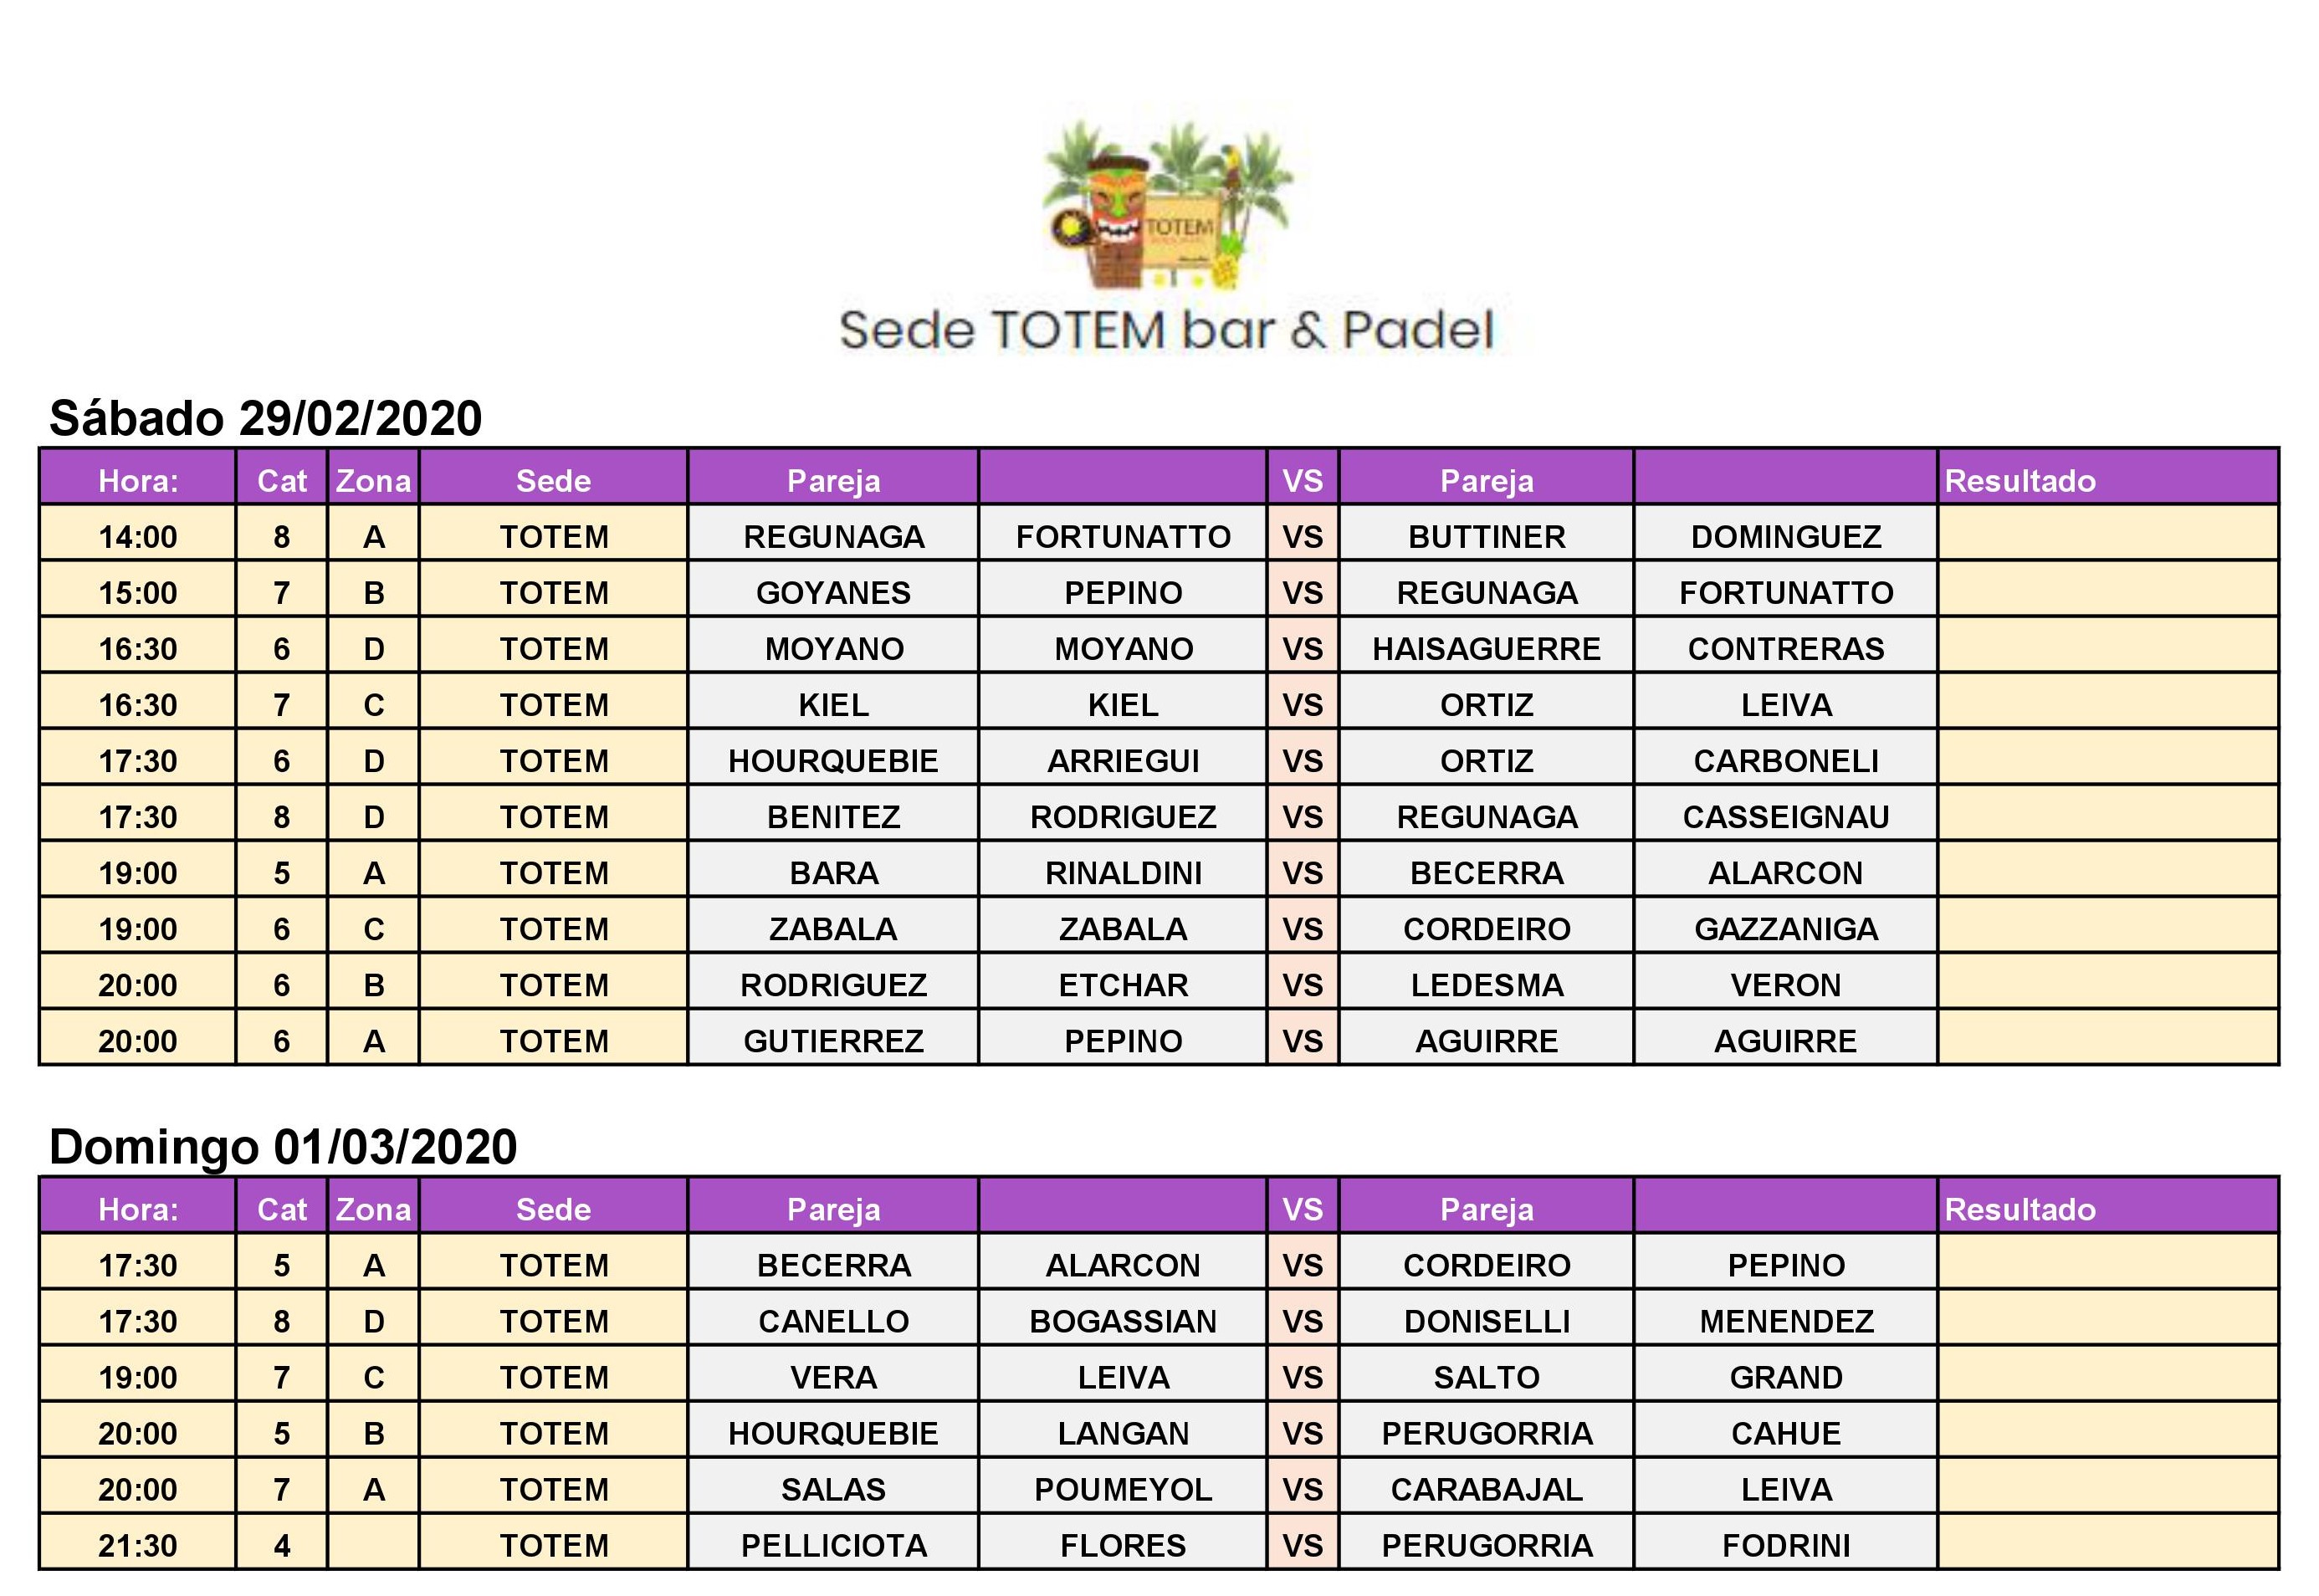 TOTEM
Sede TOTEM bar & Padel
Sábado 29/02/2020
Hora: Cat Zona Sede Pareja VS Pareja Resultado
14:00 8 A TOTEM REGUNAGA FORTUNATTO VS BUTTINER DOMINGUEZ
15:00 7 B TOTEM GOYANES PEPINO VS REGUNAGA FORTUNATTO
16:30 6 D TOTEM MOYANO MOYANO VS HAISAGUERRE CONTRERAS
16:30 7 C TOTEM KIEL KIEL VS ORTIZ LEIVA
17:30 6 D TOTEM HOURQUEBIE ARRIEGUI VS ORTIZ CARBONELI
17:30 8 D TOTEM BENITEZ RODRIGUEZ VS REGUNAGA CASSEIGNAU
19:00 5 A TOTEM BARA RINALDINI VS BECERRA ALARCON
19:00 6 C TOTEM ZABALA ZABALA VS CORDEIRO GAZZANIGA
20:00 6 B TOTEM RODRIGUEZ ETCHAR VS LEDESMA VERON
20:00 6 A TOTEM GUTIERREZ PEPINO VS AGUIRRE AGUIRRE
Domingo 01/03/2020
Hora: Cat Zona Sede Pareja VS Pareja Resultado
17:30 5 A TOTEM BECERRA ALARCON VS CORDEIRO PEPINO
17:30 8 D TOTEM CANELLO BOGASSIAN VS DONISELLI MENENDEZ
19:00 7 C TOTEM VERA LEIVA VS SALTO GRAND
20:00 5 B TOTEM HOURQUEBIE LANGAN VS PERUGORRIA CAHUE
20:00 7 A TOTEM SALAS POUMEYOL VS CARABAJAL LEIVA
21:30 4 TOTEM PELLICIOTA FLORES VS PERUGORRIA FODRINI